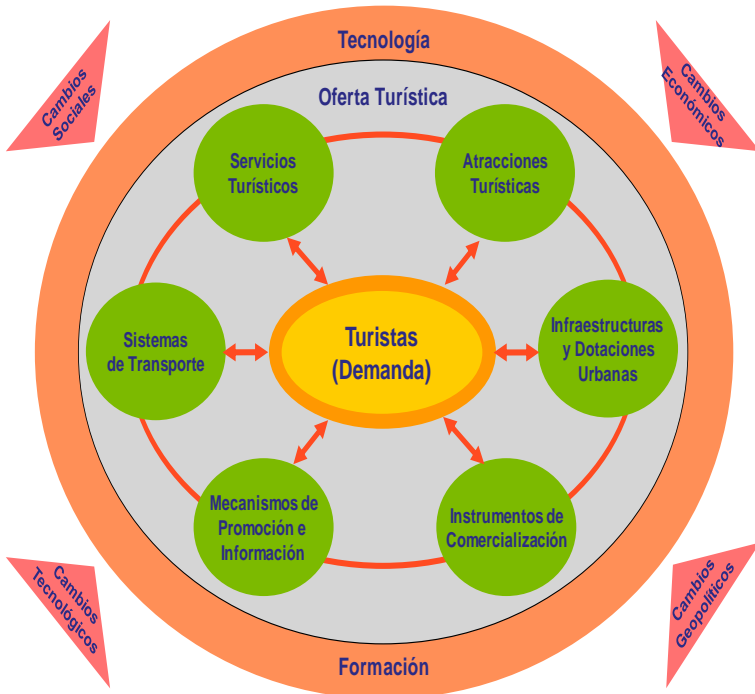 Tecnología
Cambios
Sociales
Cambios
Económicos
Oferta Turística
Servicios
Turísticos
Atracciones
Turísticas
Sistemas
de Transporte
Turistas
(Demanda)
Infraestructuras
y Dotaciones
Urbanas
Mecanismos de
Promoción e
Información
Instrumentos de
Comercialización
Cambios
Tecnológicos
Cambios
Geopolíticos
Formación